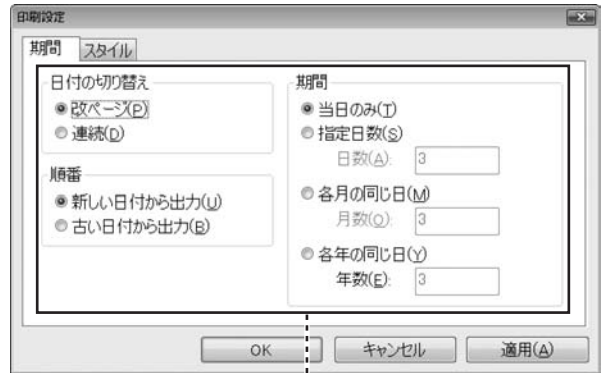 印刷設定
期間 スタイル
日付の切り替え
改ページ(P)
連続(D)
順番
新しい日付から出力(U)
古い日付から出力(B)
期間
当日のみ(T)
指定日数(S)
日数(A): 3
各月の同じ日(M)
月数(O): 3
各年の同じ日(Y)
年数(E): 3
OK キャンセル 適用(A)